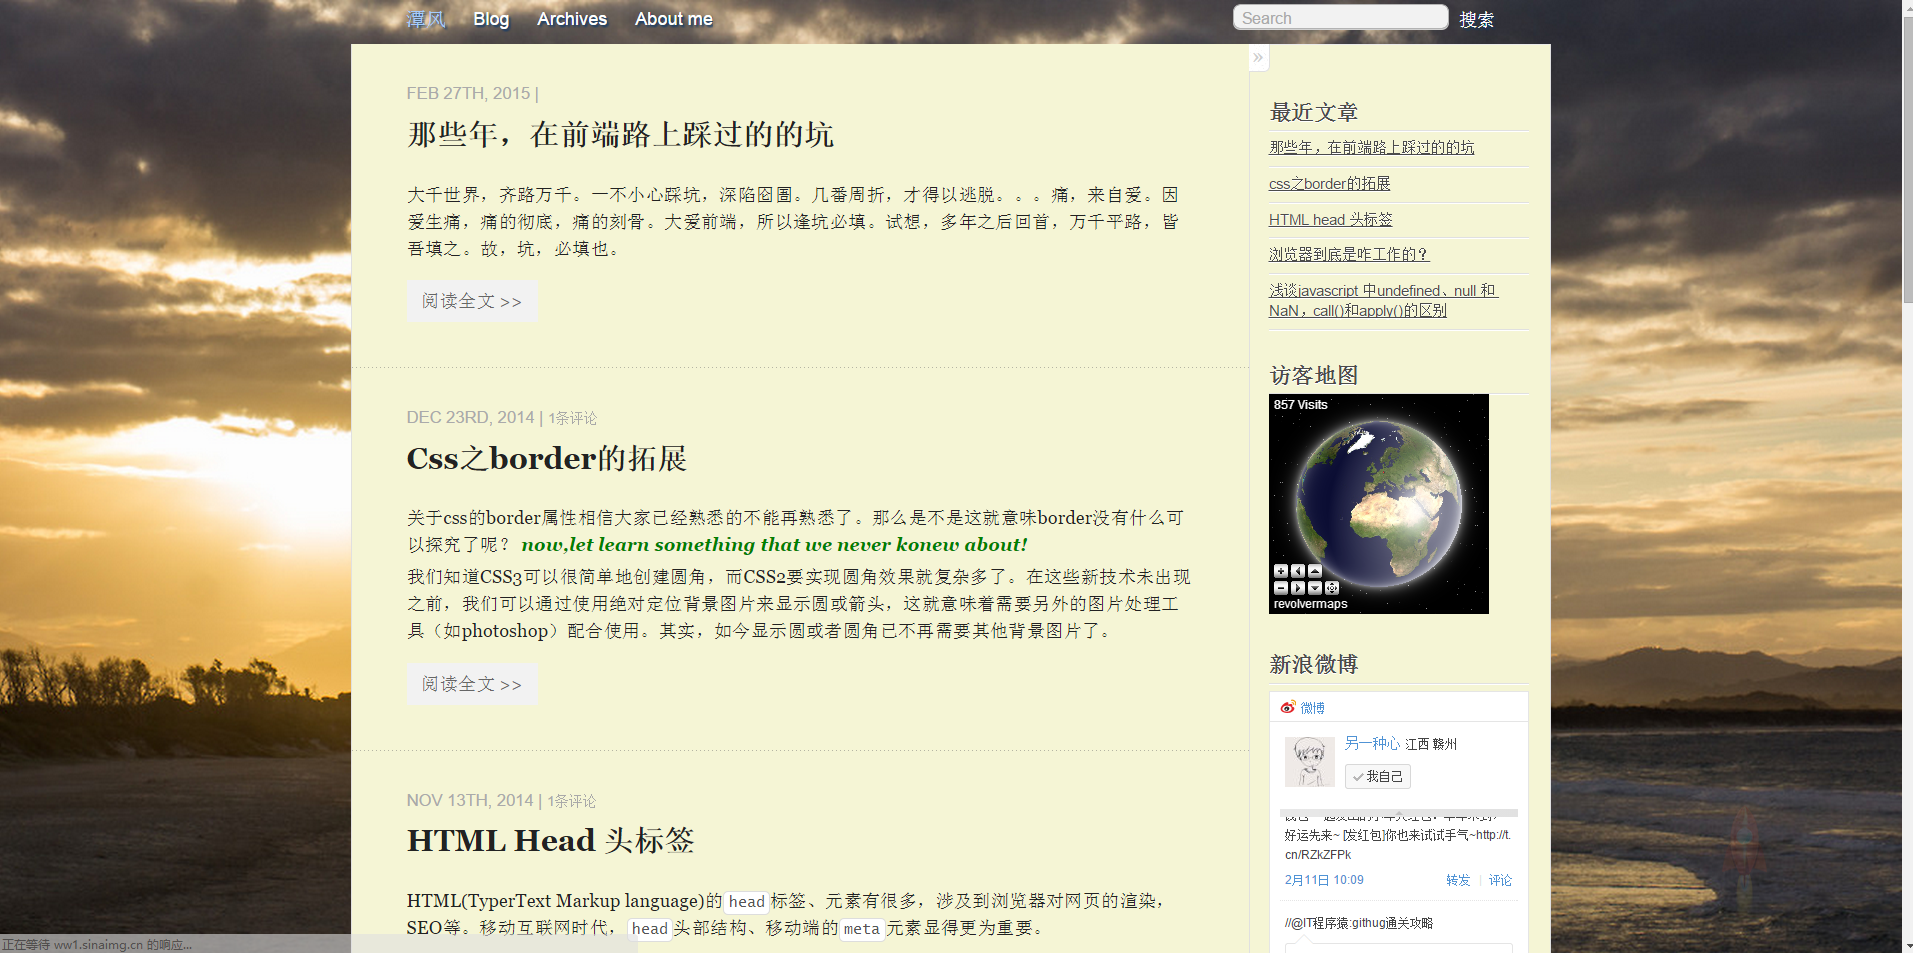 潭风 Blog Archives About me Search 搜索
»
FEB 27TH, 2015 |
那些年，在前端路上踩过的的坑
大千世界，齐路万千。一不小心踩坑，深陷囹圄。几番周折，才得以逃脱。。。痛，来自爱。因
爱生痛，痛的彻底，痛的刻骨。大爱前端，所以逢坑必填。试想，多年之后回首，万千平路，皆
吾填之。故，坑，必填也。
阅读全文 >>
DEC 23RD, 2014 | 1条评论
Css之border的拓展
关于css的border属性相信大家已经熟悉的不能再熟悉了。那么是不是这就意味border没有什么可
以探究了呢？ now,let learn something that we never konew about!
我们知道CSS3可以很简单地创建圆角，而CSS2要实现圆角效果就复杂多了。在这些新技术未出现
之前，我们可以通过使用绝对定位背景图片来显示圆或箭头，这就意味着需要另外的图片处理工
具（如photoshop）配合使用。其实，如今显示圆或者圆角已不再需要其他背景图片了。
阅读全文 >>
NOV 13TH, 2014 | 1条评论
HTML Head 头标签
HTML(TyperText Markup language)的head标签、元素有很多，涉及到浏览器对网页的渲染，
SEO等。移动互联网时代，head头部结构、移动端的meta元素显得更为重要。
最近文章
那些年，在前端路上踩过的的坑
css之border的拓展
HTML head 头标签
浏览器到底是咋工作的？
浅谈javascript 中undefined、null 和
NaN，call()和apply()的区别
访客地图
857 Visits
revolvermaps
新浪微博
微博
另一种心 江西 赣州
我自己
好运先来~ [发红包]你也来试试手气~http://t.
cn/RZkZFPk
2月11日 10:09 转发 | 评论
//@IT程序猿:githug通关攻略
正在等待 ww1.sinaimg.cn 的响应...